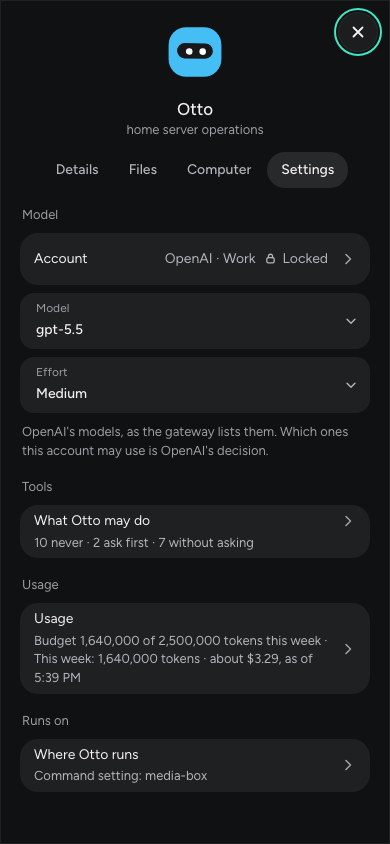 Otto
home server operations
Details Files Computer Settings
Model
Account OpenAI · Work Locked
Model
gpt-5.5
Effort
Medium
OpenAI's models, as the gateway lists them. Which ones
this account may use is OpenAI's decision.
Tools
What Otto may do
10 never · 2 ask first · 7 without asking
Usage
Usage
Budget 1,640,000 of 2,500,000 tokens this week ·
This week: 1,640,000 tokens · about $3.29, as of
5:39 PM
Runs on
Where Otto runs
Command setting: media-box